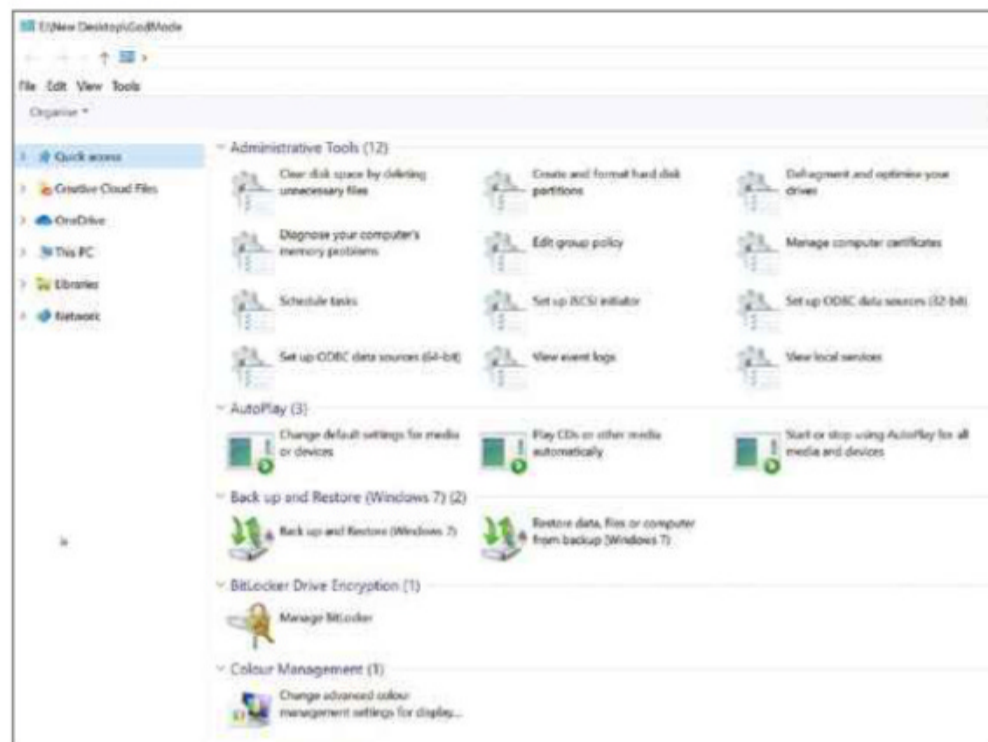 E:\New Desktop\GodMode
File Edit View Tools
Organise
Quick access
Creative Cloud Files
OneDrive
This PC
Libraries
Network
Administrative Tools (12)
Clear disk space by deleting
unnecessary files
Create and format hard disk
partitions
Defragment and optimise your
drives
Diagnose your computer's
memory problems
Edit group policy
Manage computer certificates
Schedule tasks
Set up iSCSI initiator
Set up ODBC data sources (32-bit)
Set up ODBC data sources (64-bit)
View event logs
View local services
AutoPlay (3)
Change default settings for media
or devices
Play CDs or other media
automatically
Start or stop using AutoPlay for all
media and devices
Back up and Restore (Windows 7) (2)
Back up and Restore (Windows 7)
Restore data, files or computer
from backup (Windows 7)
BitLocker Drive Encryption (1)
Manage BitLocker
Colour Management (1)
Change advanced colour
management settings for display...